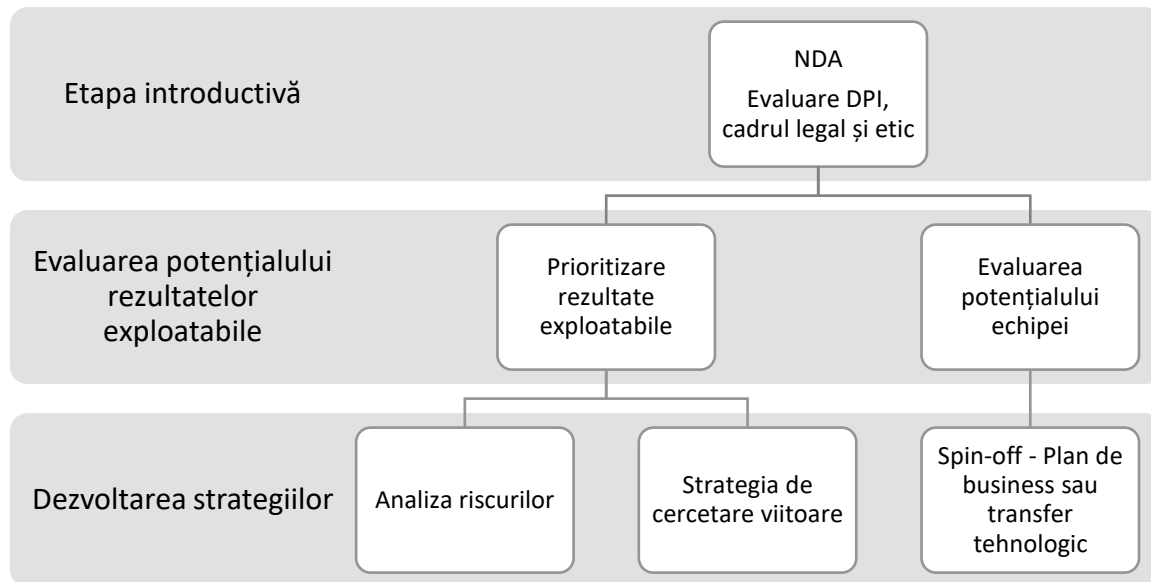 Etapa introductivă
NDA
Evaluare DPI,
cadrul legal și etic
Evaluarea potențialului
rezultatelor
exploatabile
Prioritizare
rezultate
exploatabile
Evaluarea
potențialului
echipei
Dezvoltarea strategiilor
Analiza riscurilor
Strategia de
cercetare viitoare
Spin-off - Plan de
business sau
transfer
tehnologic